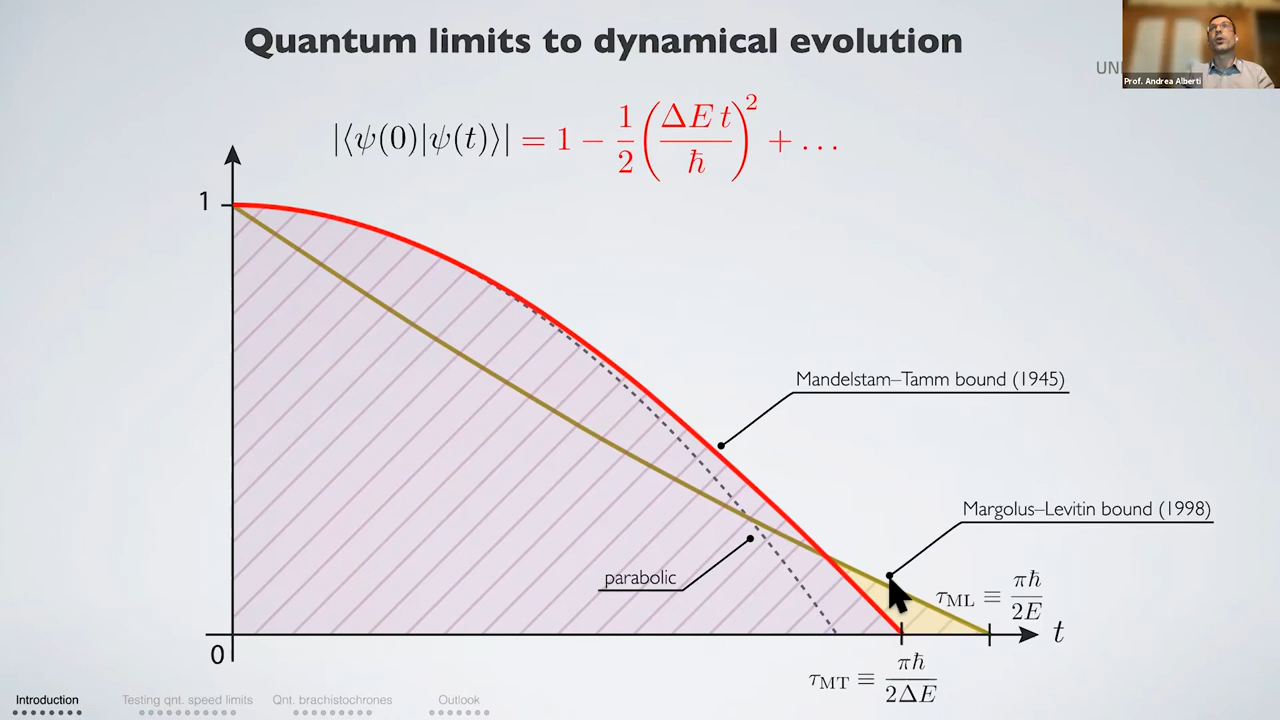 Quantum limits to dynamical evolution
UNI
Prof. Andrea Alberti
|⟨ψ(0)|ψ(t)⟩| = 1 − 1/2 (ΔE t/ħ)² + …
1
Mandelstam–Tamm bound (1945)
Margolus–Levitin bound (1998)
parabolic
τ_ML ≡ πħ/2E
t
0
τ_MT ≡ πħ/2ΔE
Introduction Testing qnt. speed limits Qnt. brachistochrones Outlook